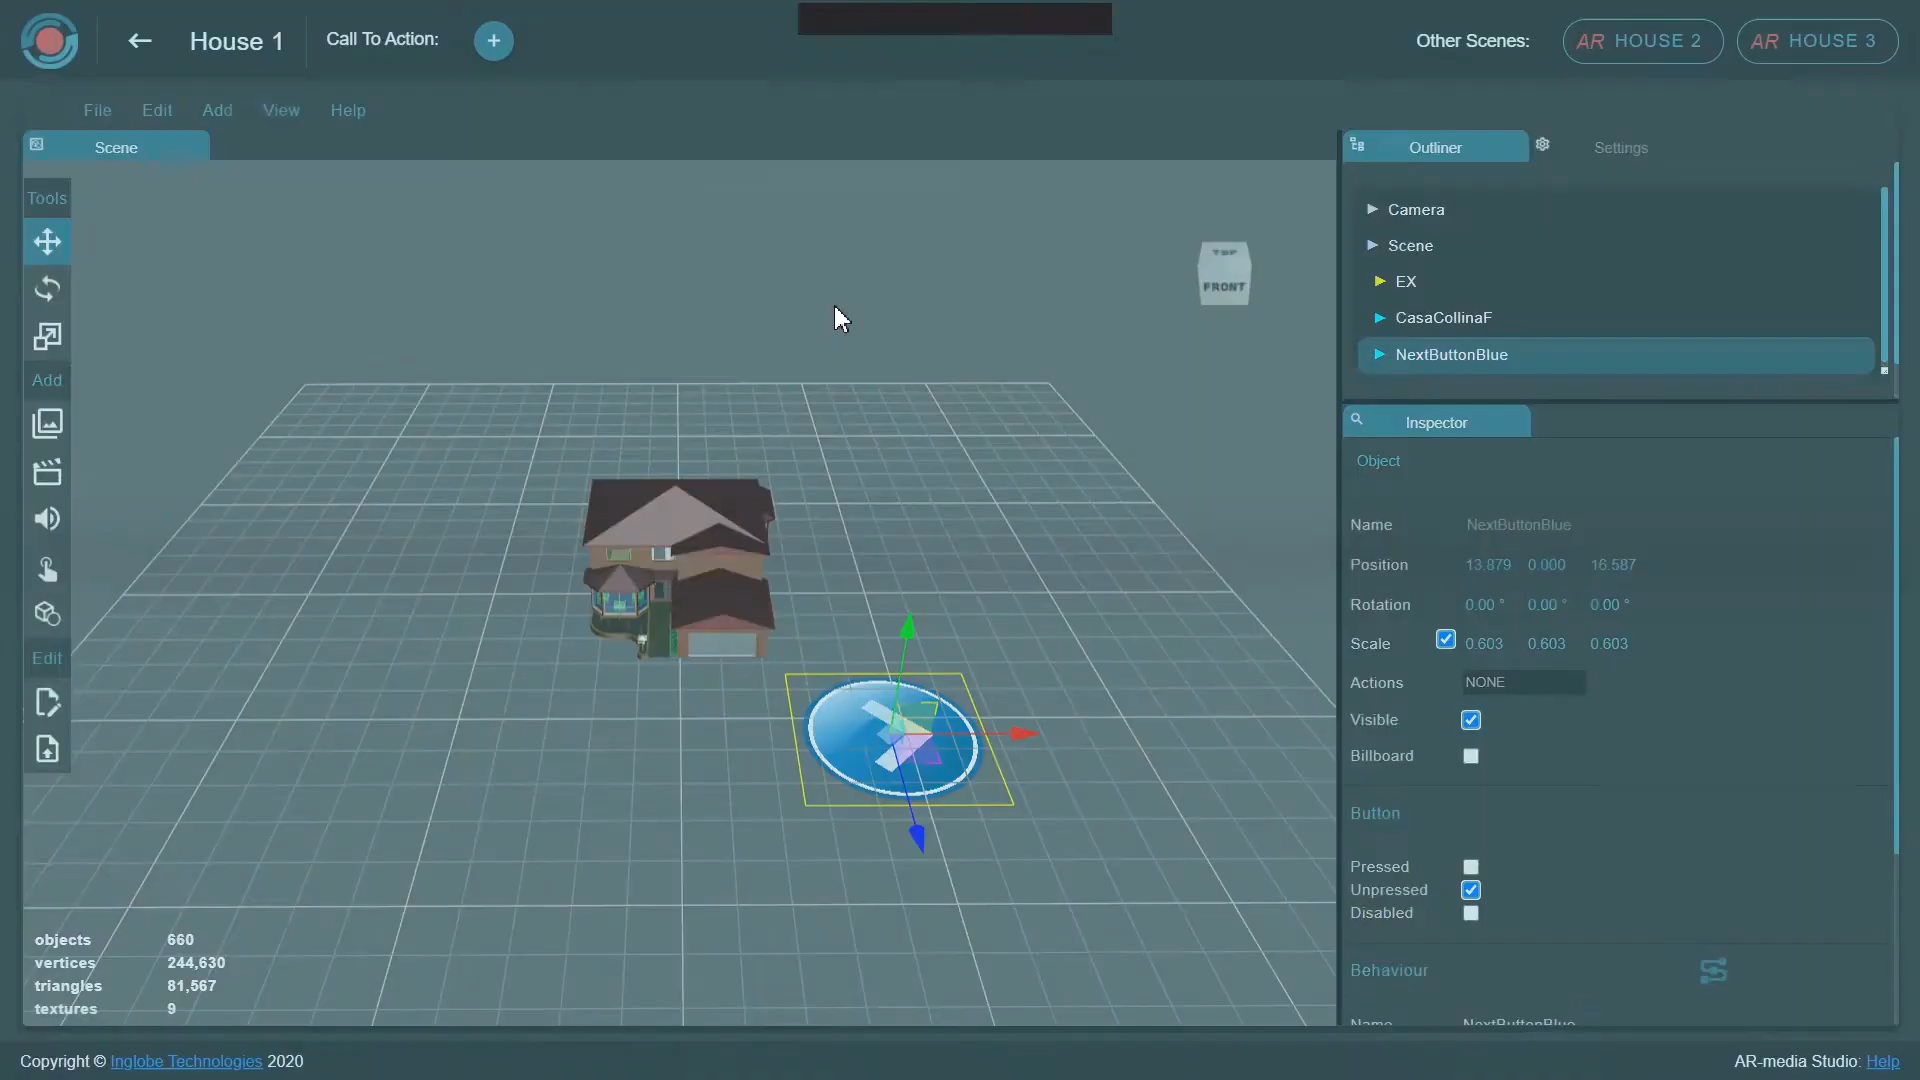 House 1
Call To Action:
+
Other Scenes:
AR HOUSE 2
AR HOUSE 3
File Edit Add View Help
Scene
Outliner
Settings
Tools
Add
Edit
TOP
FRONT
Camera
Scene
EX
CasaCollinaF
NextButtonBlue
Inspector
Object
Name NextButtonBlue
Position 13.879 0.000 16.587
Rotation 0.00 ° 0.00 ° 0.00 °
Scale 0.603 0.603 0.603
Actions NONE
Visible
Billboard
Button
Pressed
Unpressed
Disabled
Behaviour
Name NextButtonBlue
objects 660
vertices 244,630
triangles 81,567
textures 9
Copyright © Inglobe Technologies 2020
AR-media Studio: Help